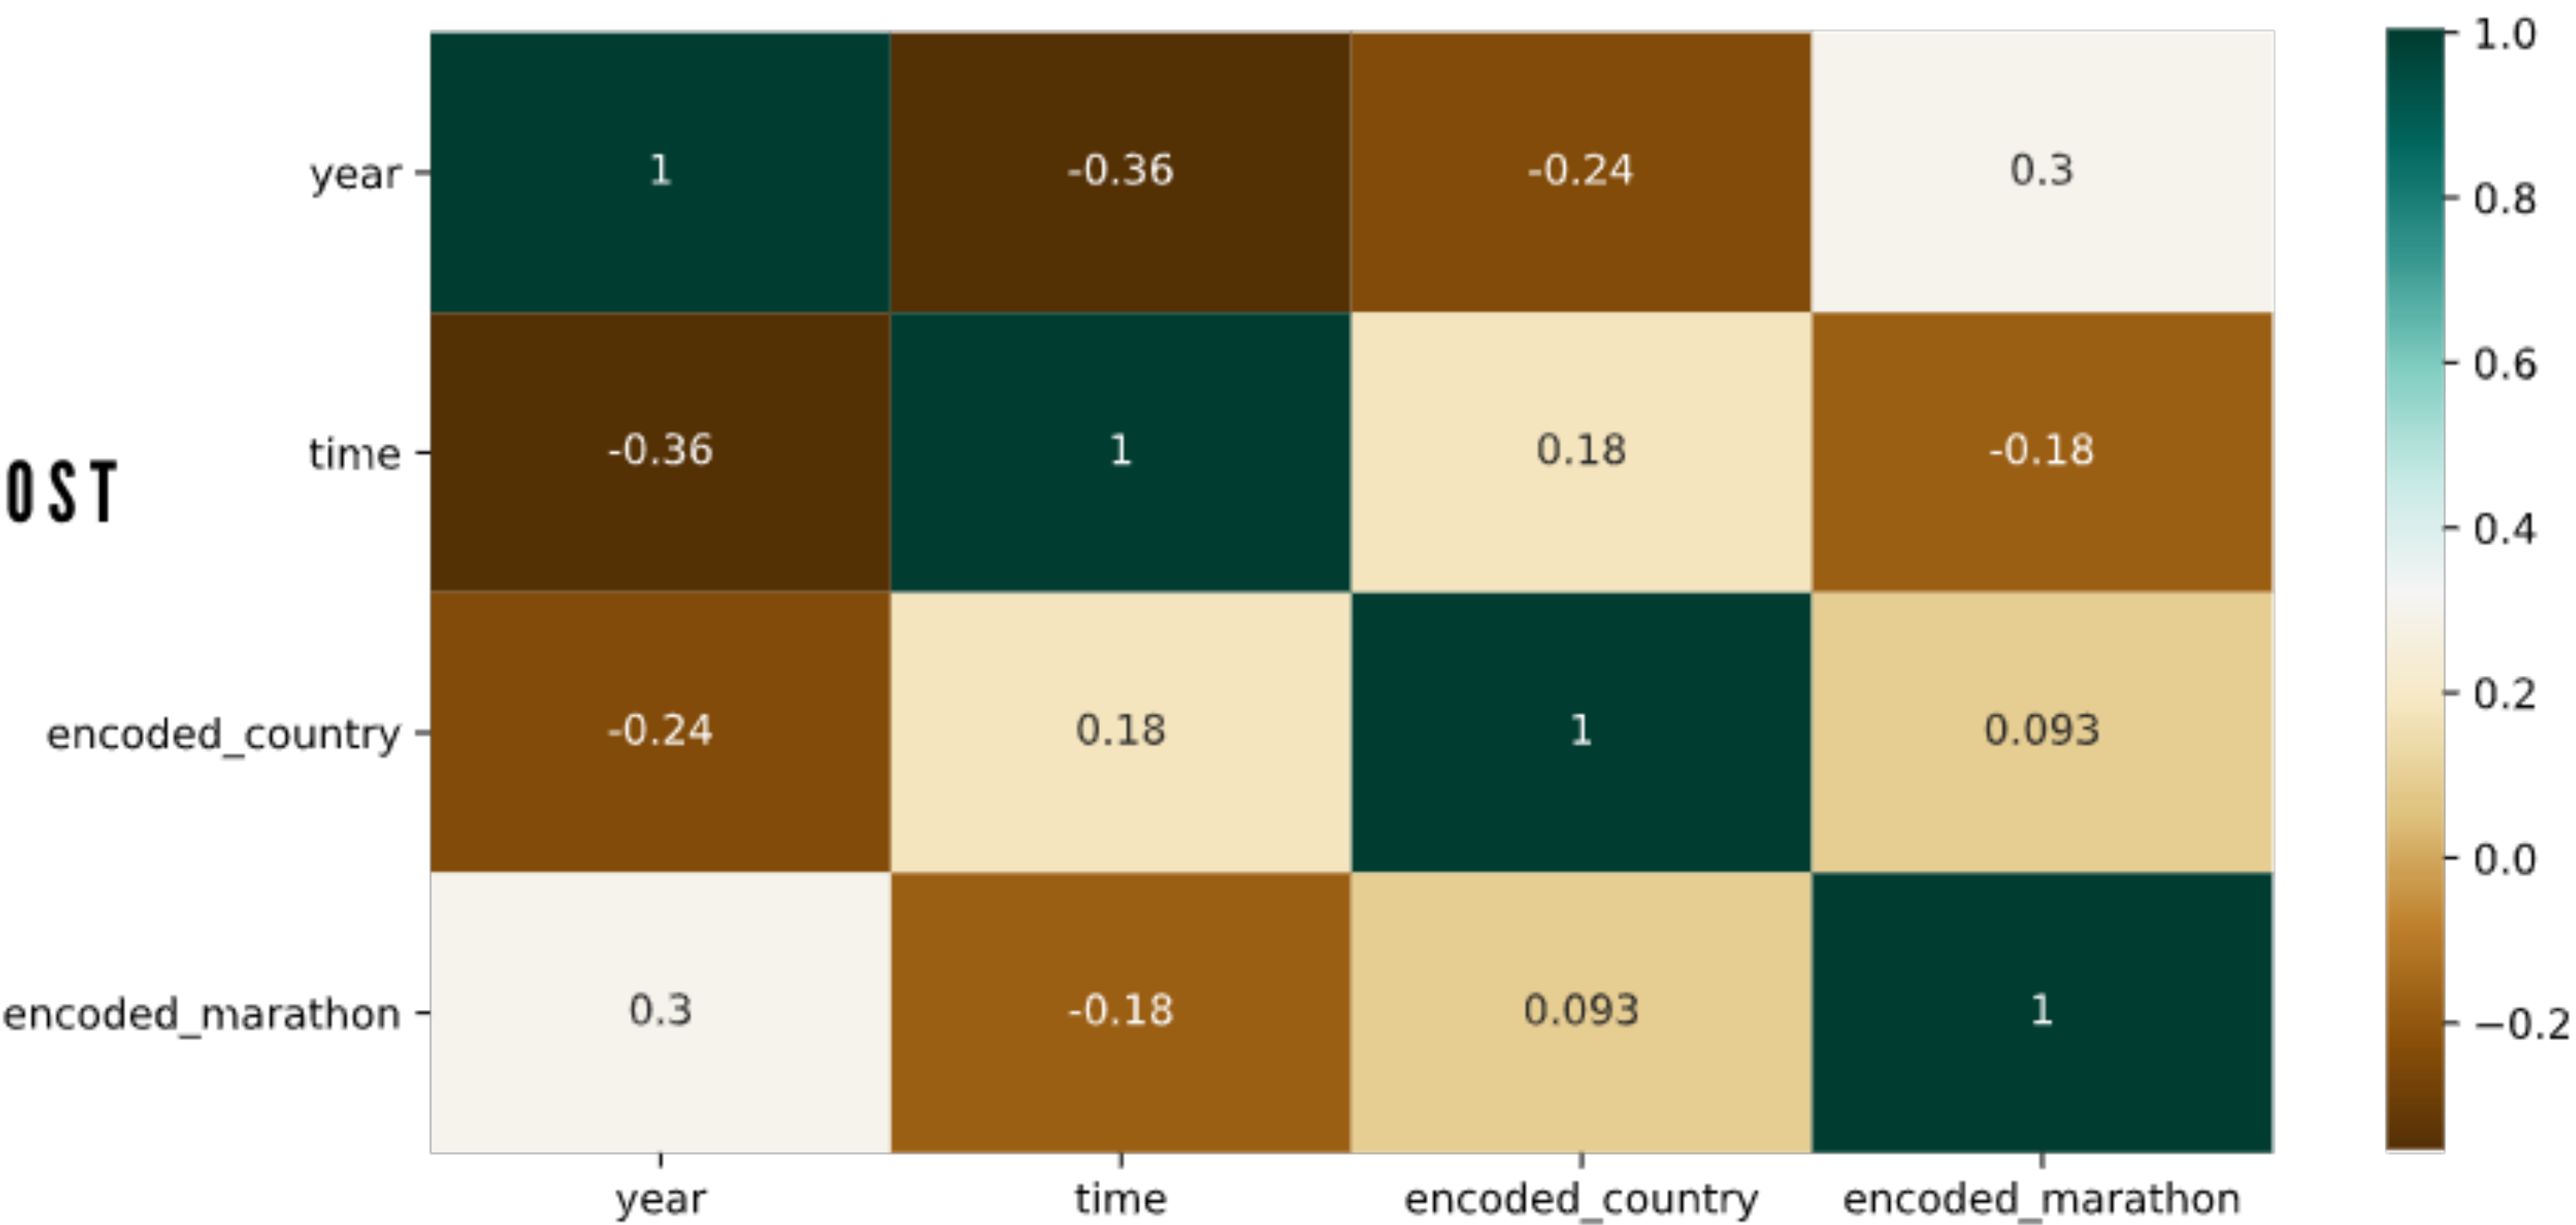 1.0
year 1 -0.36 -0.24 0.3
0.8
0.6
time -0.36 1 0.18 -0.18
OST
0.4
0.2
encoded_country -0.24 0.18 1 0.093
0.0
encoded_marathon 0.3 -0.18 0.093 1
−0.2
year time encoded_country encoded_marathon